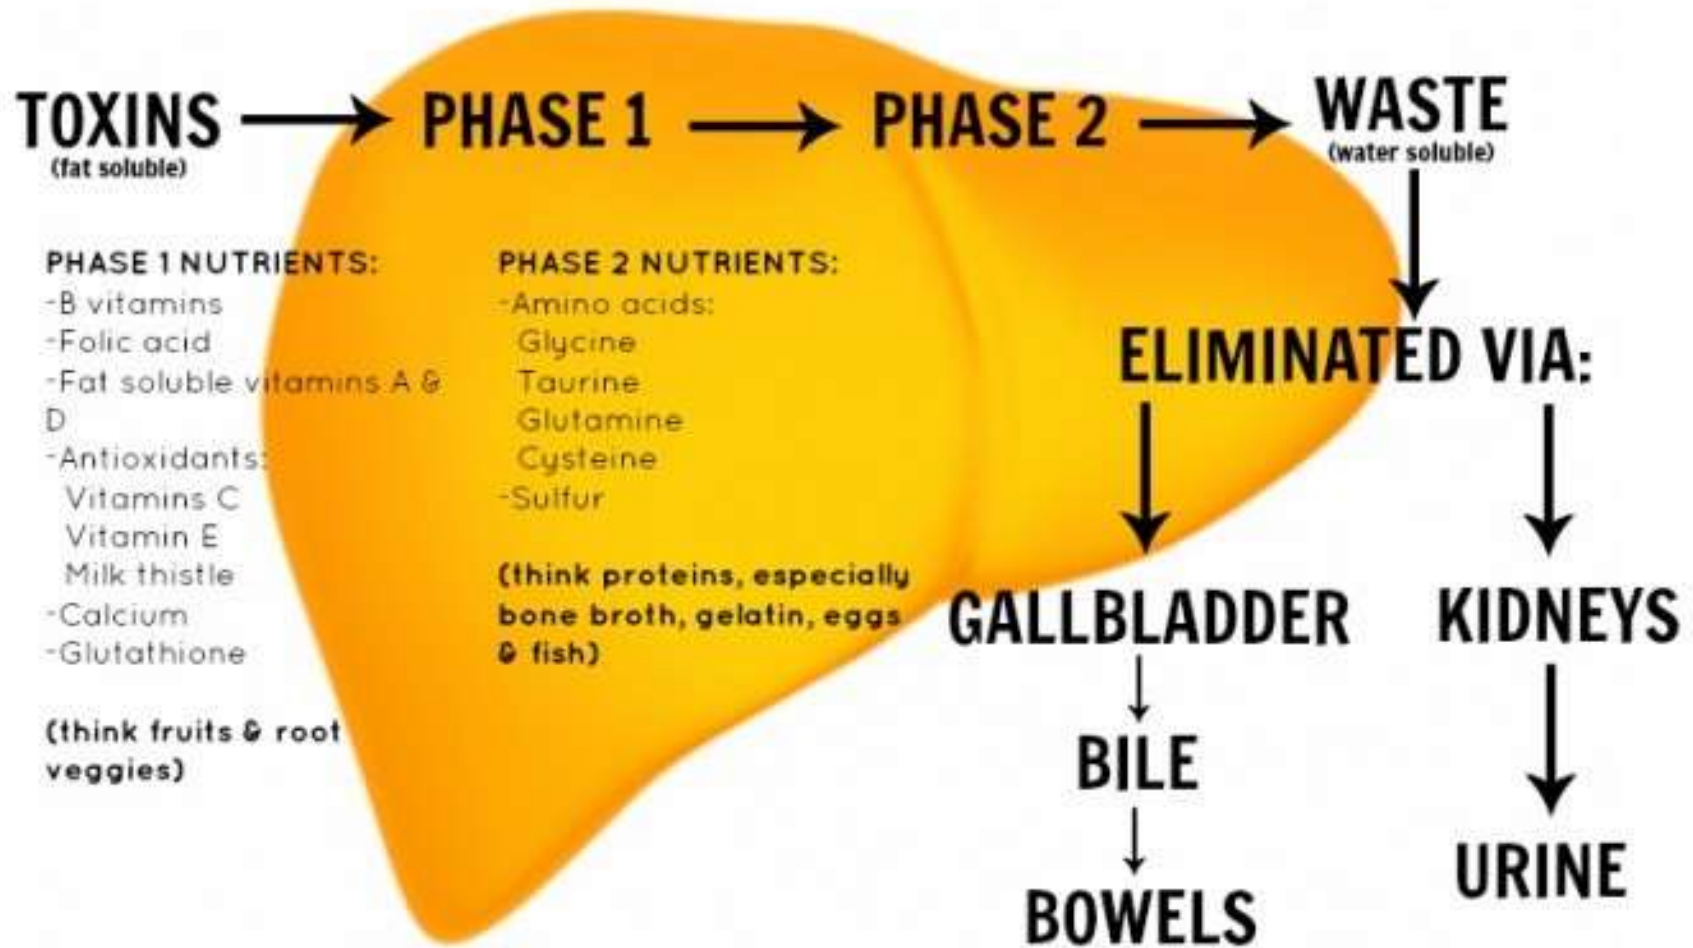 TOXINS
(fat soluble)
PHASE 1
PHASE 2
WASTE
(water soluble)
PHASE 1 NUTRIENTS:
-B vitamins
-Folic acid
-Fat soluble vitamins A &
D
-Antioxidants:
Vitamins C
Vitamin E
Milk thistle
-Calcium
-Glutathione
(think fruits & root
veggies)
PHASE 2 NUTRIENTS:
-Amino acids:
Glycine
Taurine
Glutamine
Cysteine
-Sulfur
(think proteins, especially
bone broth, gelatin, eggs
& fish)
ELIMINATED VIA:
GALLBLADDER
BILE
BOWELS
KIDNEYS
URINE